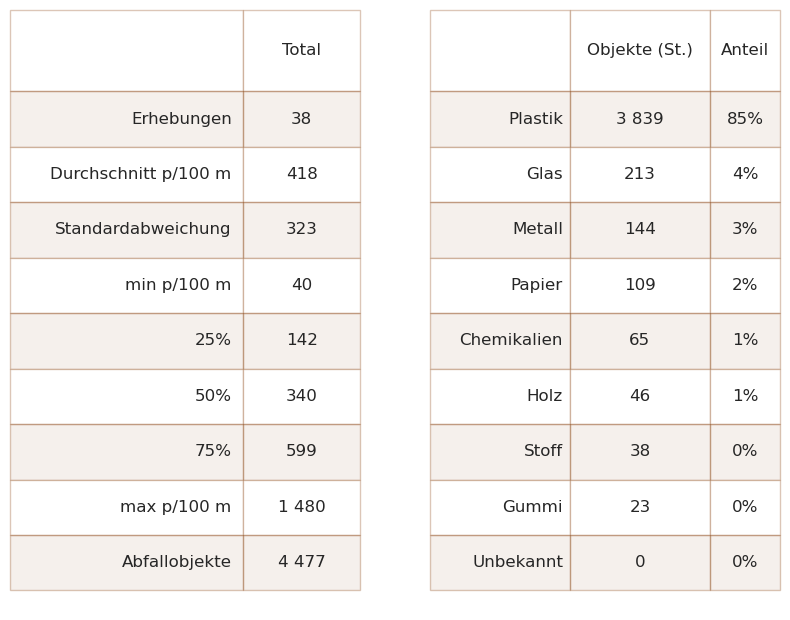 Total
Erhebungen 38
Durchschnitt p/100 m 418
Standardabweichung 323
min p/100 m 40
25% 142
50% 340
75% 599
max p/100 m 1 480
Abfallobjekte 4 477
Objekte (St.) Anteil
Plastik 3 839 85%
Glas 213 4%
Metall 144 3%
Papier 109 2%
Chemikalien 65 1%
Holz 46 1%
Stoff 38 0%
Gummi 23 0%
Unbekannt 0 0%